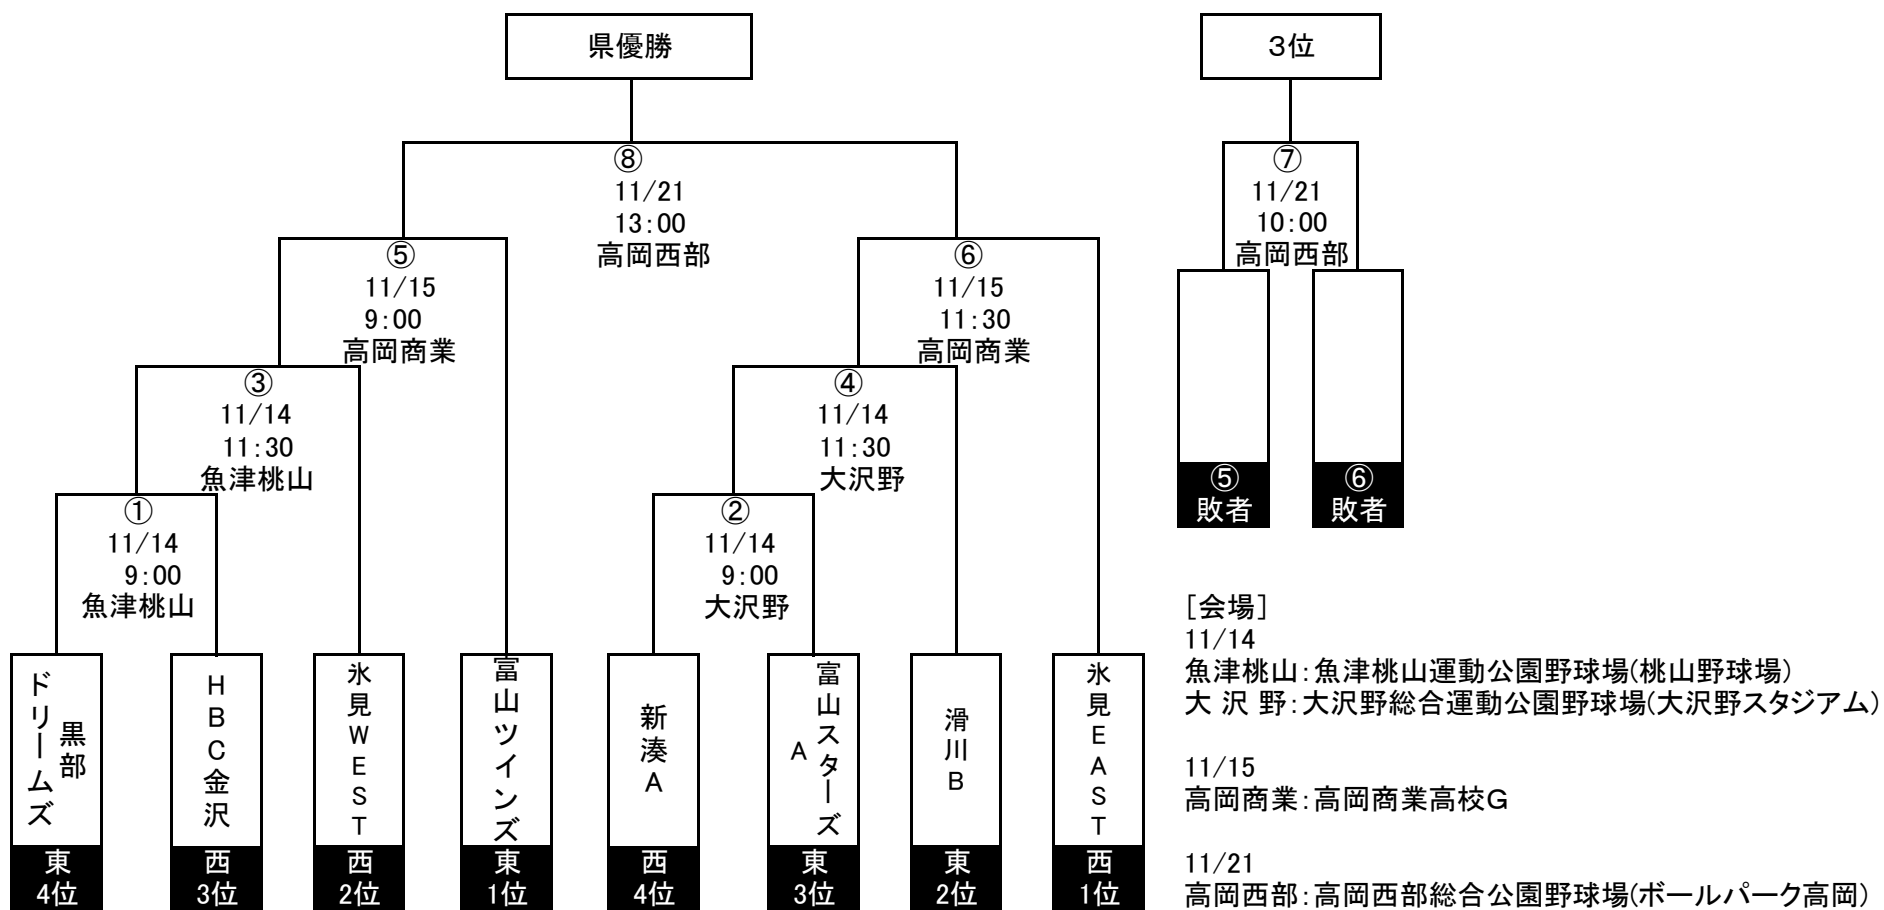 県優勝
３位
⑧
11/21
13:00
高岡西部
⑦
11/21
10:00
高岡西部
⑤
11/15
9:00
高岡商業
⑥
11/15
11:30
高岡商業
③
11/14
11:30
魚津桃山
④
11/14
11:30
大沢野
⑤
敗者
⑥
敗者
①
11/14
9:00
魚津桃山
②
11/14
9:00
大沢野
黒部
ドリームズ
東
4位
HBC金沢
西
3位
氷見WEST
西
2位
富山ツインズ
東
1位
新湊A
西
4位
富山スターズ
A
東
3位
滑川B
東
2位
氷見EAST
西
1位
[会場]
11/14
魚津桃山:魚津桃山運動公園野球場(桃山野球場)
大 沢 野:大沢野総合運動公園野球場(大沢野スタジアム)
11/15
高岡商業:高岡商業高校Ｇ
11/21
高岡西部:高岡西部総合公園野球場(ボールパーク高岡)